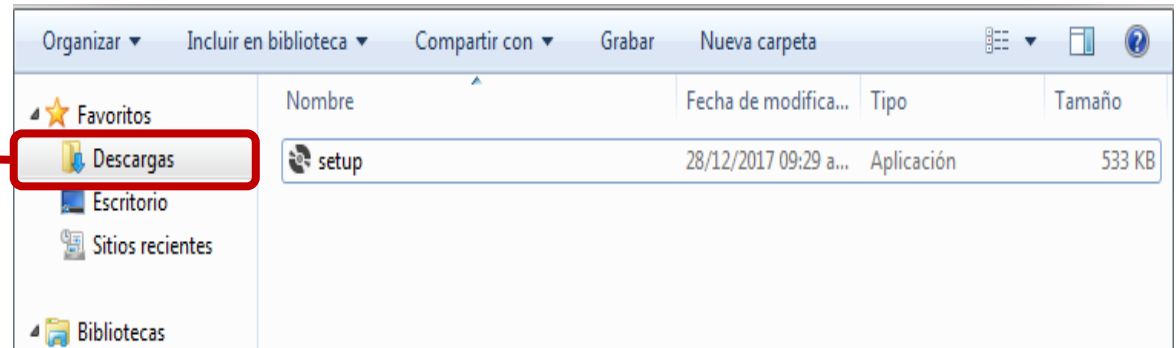 Organizar Incluir en biblioteca Compartir con Grabar Nueva carpeta
Favoritos
Descargas
Escritorio
Sitios recientes
Bibliotecas
Nombre Fecha de modifica... Tipo Tamaño
setup 28/12/2017 09:29 a... Aplicación 533 KB